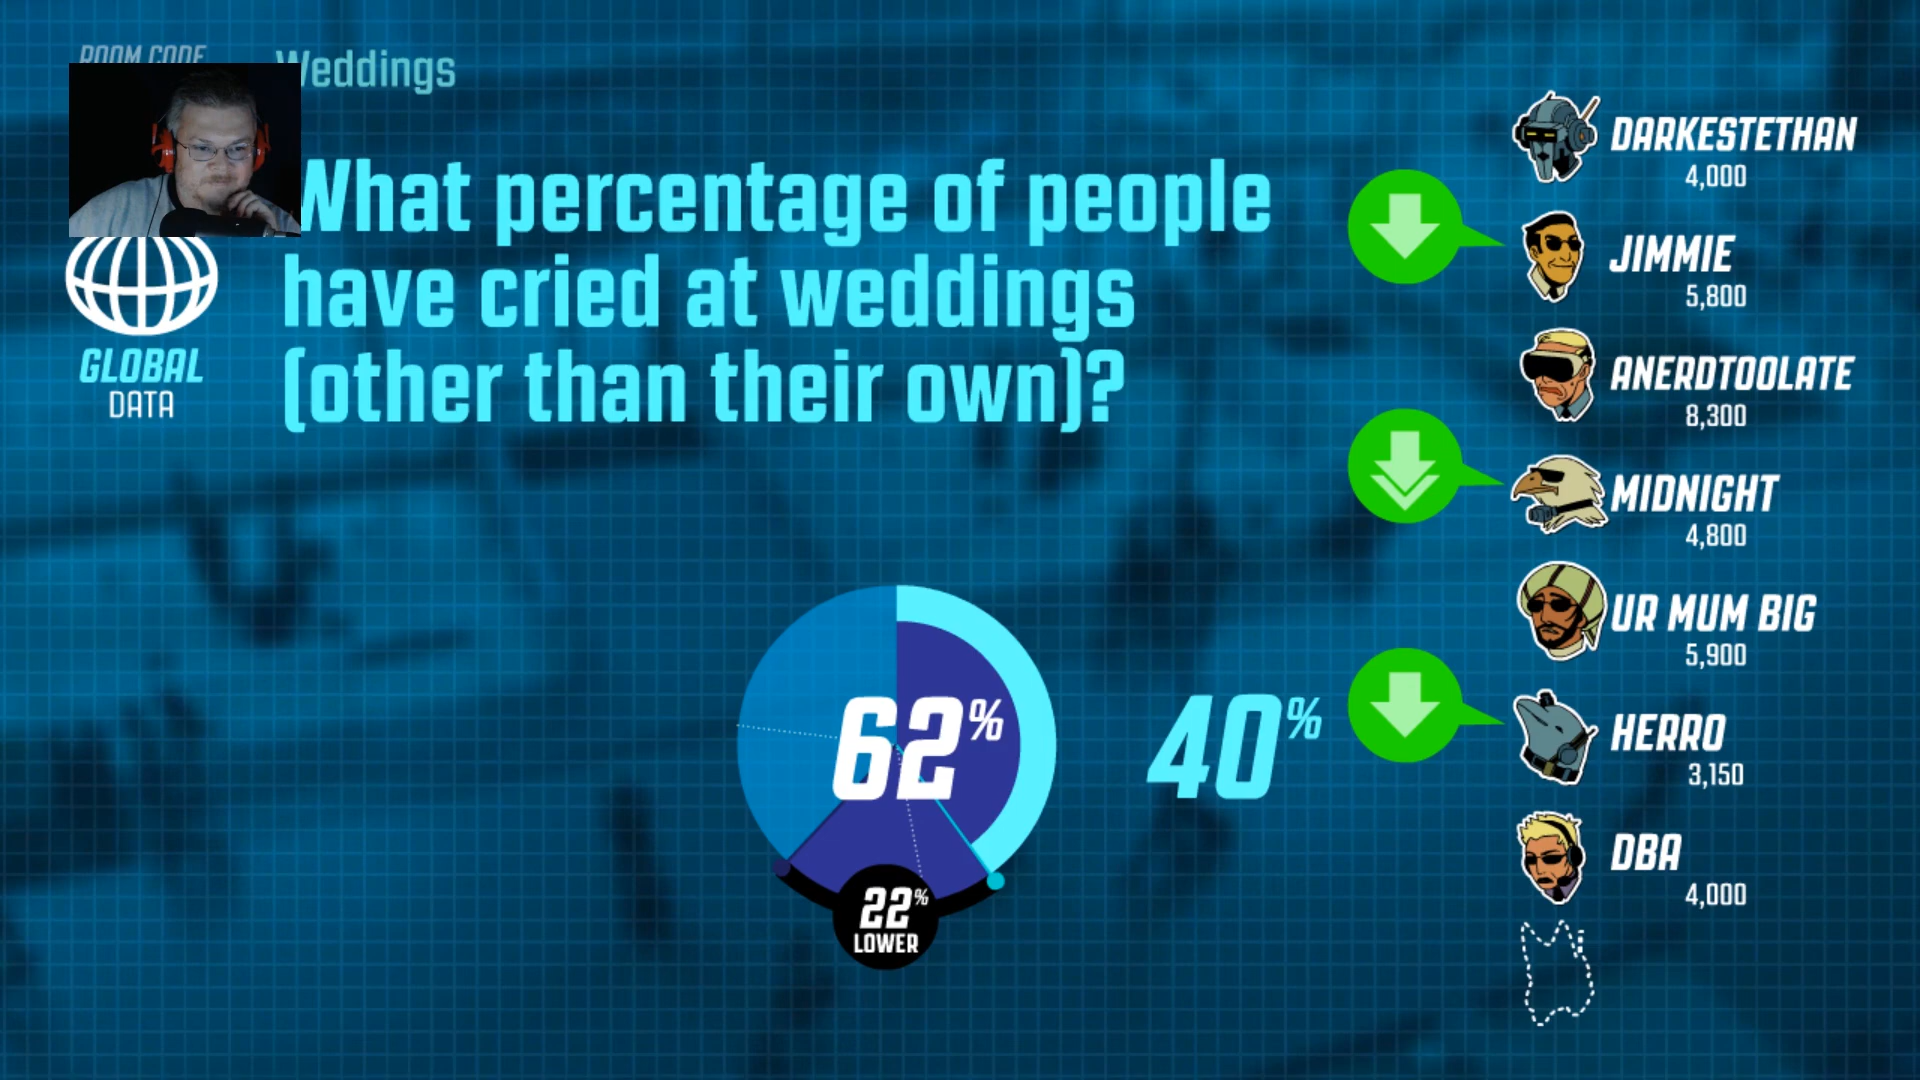 ROOM CODE
Weddings
What percentage of people
have cried at weddings
(other than their own)?
GLOBAL
DATA
62%
40%
22%
LOWER
DARKESTETHAN
4,000
JIMMIE
5,800
ANERDTOOLATE
8,300
MIDNIGHT
4,800
UR MUM BIG
5,900
HERRO
3,150
DBA
4,000